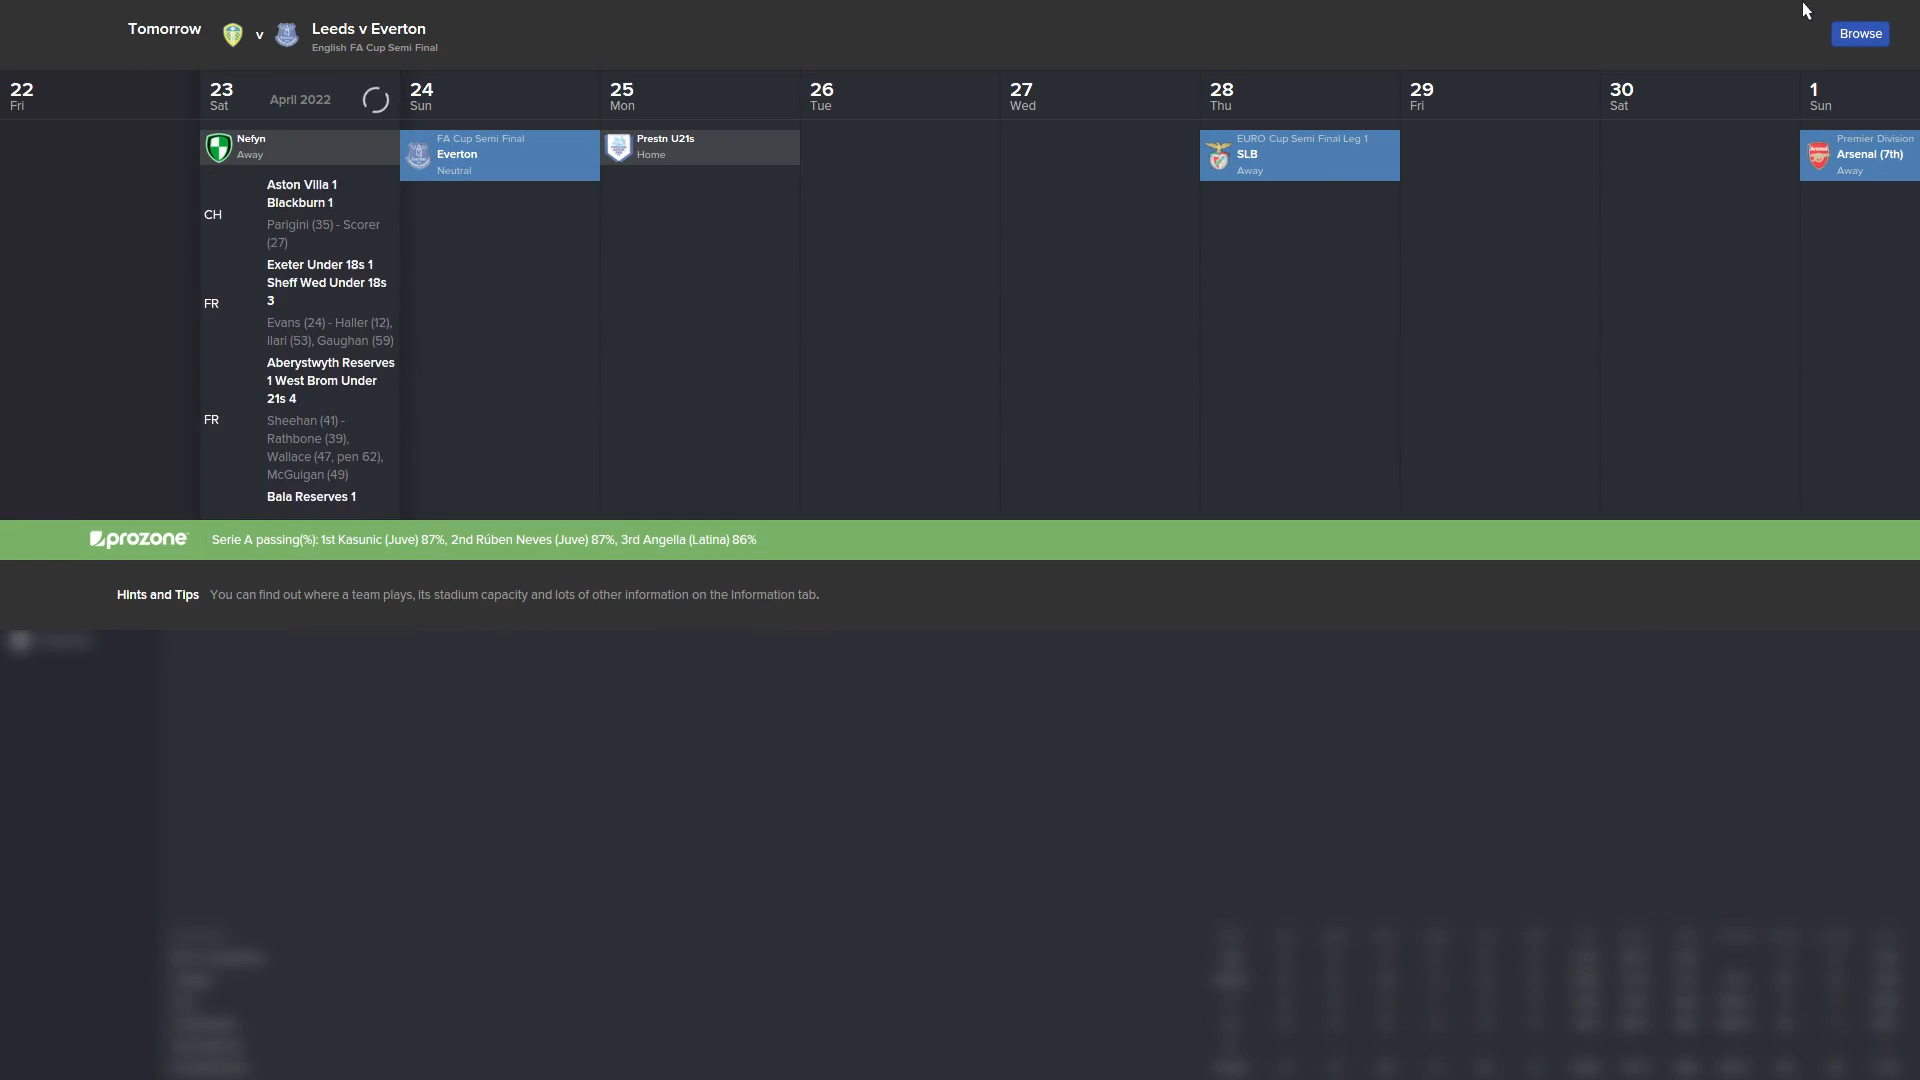 Tomorrow
v
Leeds v Everton
English FA Cup Semi Final
Browse
22
Fri
23
Sat
April 2022
24
Sun
25
Mon
26
Tue
27
Wed
28
Thu
29
Fri
30
Sat
1
Sun
Nefyn
Away
FA Cup Semi Final
Everton
Neutral
Prestn U21s
Home
EURO Cup Semi Final Leg 1
SLB
Away
Premier Division
Arsenal (7th)
Away
CH
Aston Villa 1
Blackburn 1
Parigini (35) - Scorer
(27)
FR
Exeter Under 18s 1
Sheff Wed Under 18s
3
Evans (24) - Haller (12),
Ilari (53), Gaughan (59)
FR
Aberystwyth Reserves
1 West Brom Under
21s 4
Sheehan (41) -
Rathbone (39),
Wallace (47, pen 62),
McGuigan (49)
Bala Reserves 1
prozone
Serie A passing(%): 1st Kasunic (Juve) 87%, 2nd Rúben Neves (Juve) 87%, 3rd Angella (Latina) 86%
Hints and Tips
You can find out where a team plays, its stadium capacity and lots of other information on the Information tab.